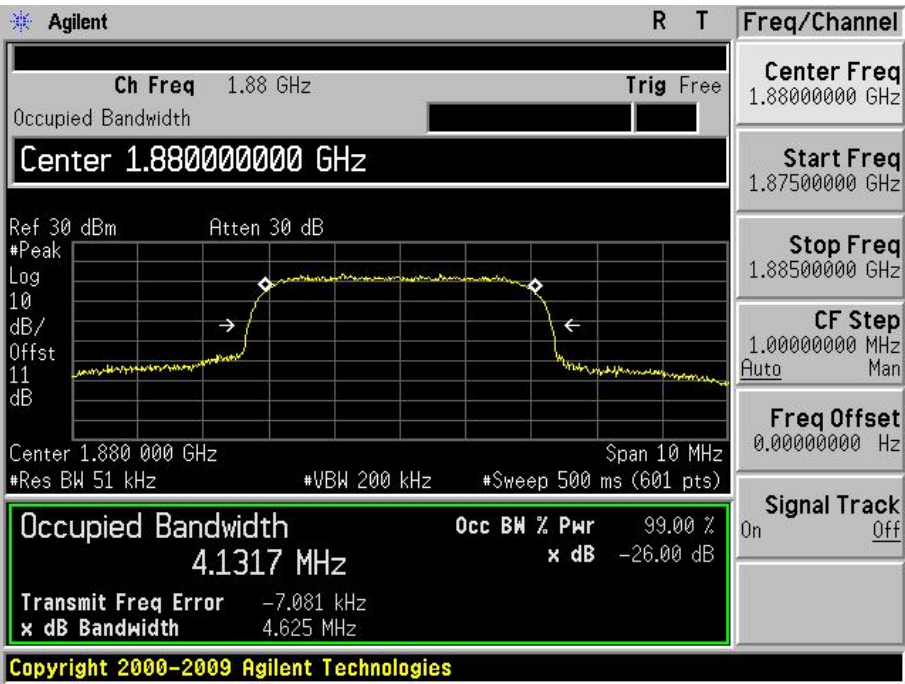 Agilent R T
Ch Freq 1.88 GHz Trig Free
Occupied Bandwidth
Center 1.880000000 GHz
Ref 30 dBm Atten 30 dB
#Peak
Log
10
dB/
Offst
11
dB
Center 1.880 000 GHz Span 10 MHz
#Res BW 51 kHz #VBW 200 kHz #Sweep 500 ms (601 pts)
Occupied Bandwidth Occ BW % Pwr 99.00 %
4.1317 MHz x dB -26.00 dB
Transmit Freq Error -7.081 kHz
x dB Bandwidth 4.625 MHz
Copyright 2000-2009 Agilent Technologies
Freq/Channel
Center Freq
1.88000000 GHz
Start Freq
1.87500000 GHz
Stop Freq
1.88500000 GHz
CF Step
1.00000000 MHz
Auto Man
Freq Offset
0.00000000 Hz
Signal Track
On Off